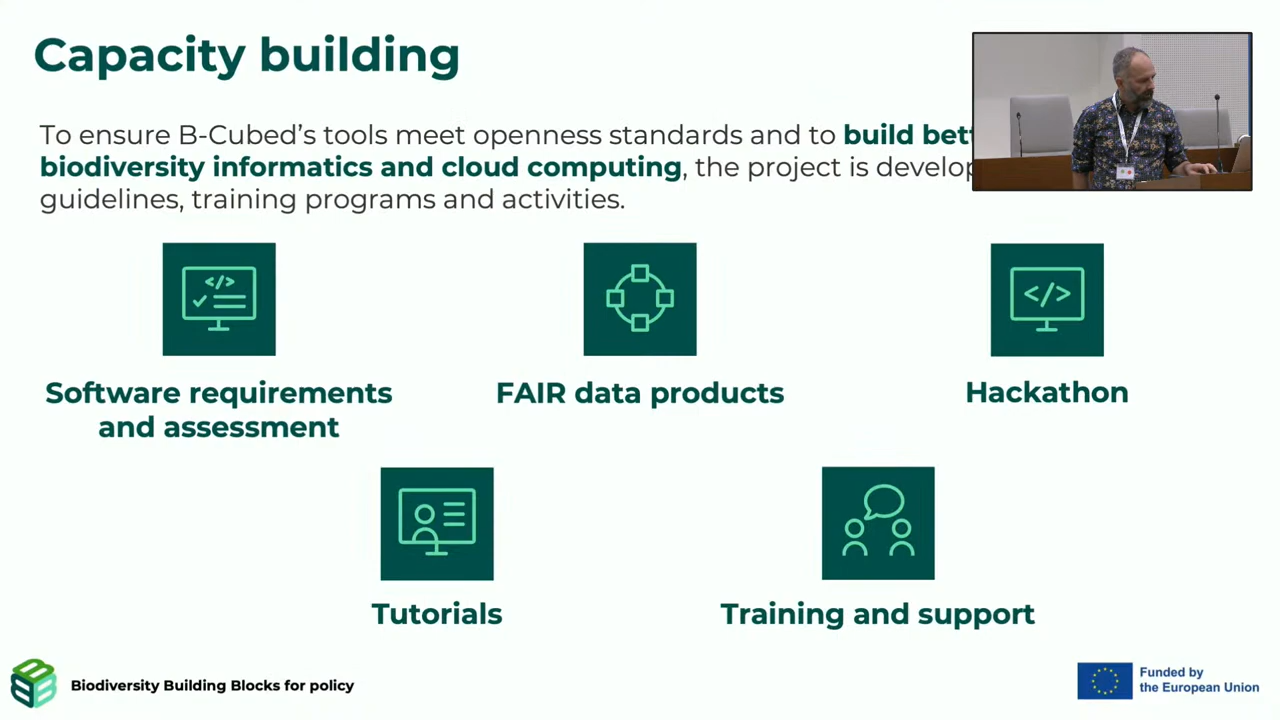 Capacity building
To ensure B-Cubed's tools meet openness standards and to build
biodiversity informatics and cloud computing, the project is
guidelines, training programs and activities.
</>
</>
Software requirements
and assessment
FAIR data products
Hackathon
Tutorials
Training and support
Biodiversity Building Blocks for policy
Funded by
the European Union